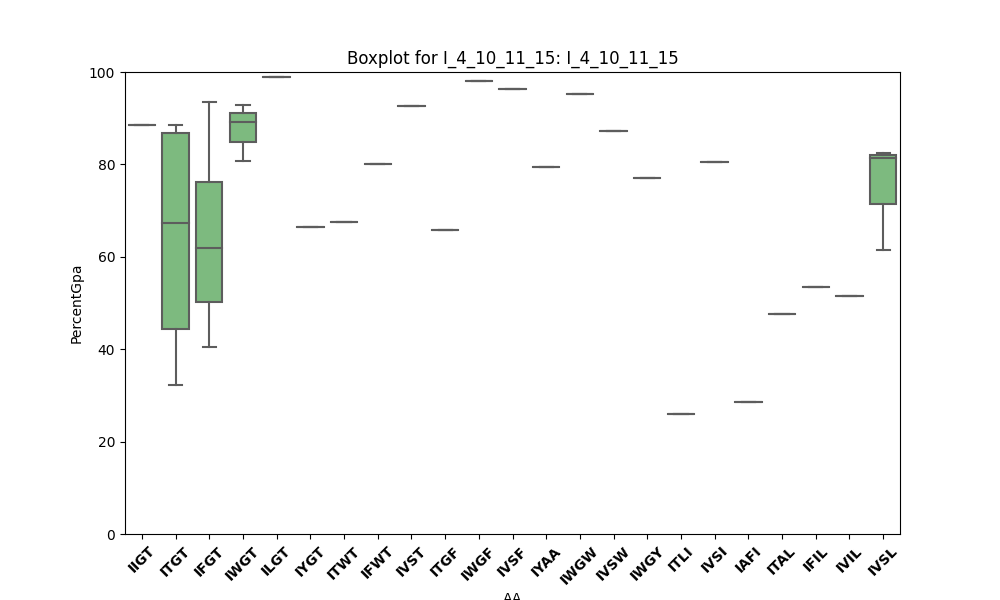 Boxplot for I_4_10_11_15: I_4_10_11_15
100
80
60
40
20
0
PercentGpa
IIGT
ITGT
IFGT
IWGT
ILGT
IYGT
ITWT
IFWT
IVST
ITGF
IWGF
IVSF
IYAA
IWGW
IVSW
IWGY
ITLI
IVSI
IAFI
ITAL
IFIL
IVIL
IVSL
AA